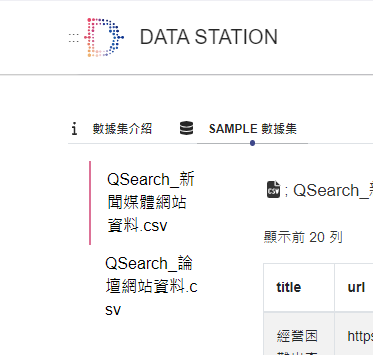 ::: DATA STATION
數據集介紹 SAMPLE 數據集
QSearch_新
聞媒體網站
資料.csv
QSearch_論
壇網站資料.c
sv
CSV ; QSearch_
顯示前 20 列
title url
經營困 http